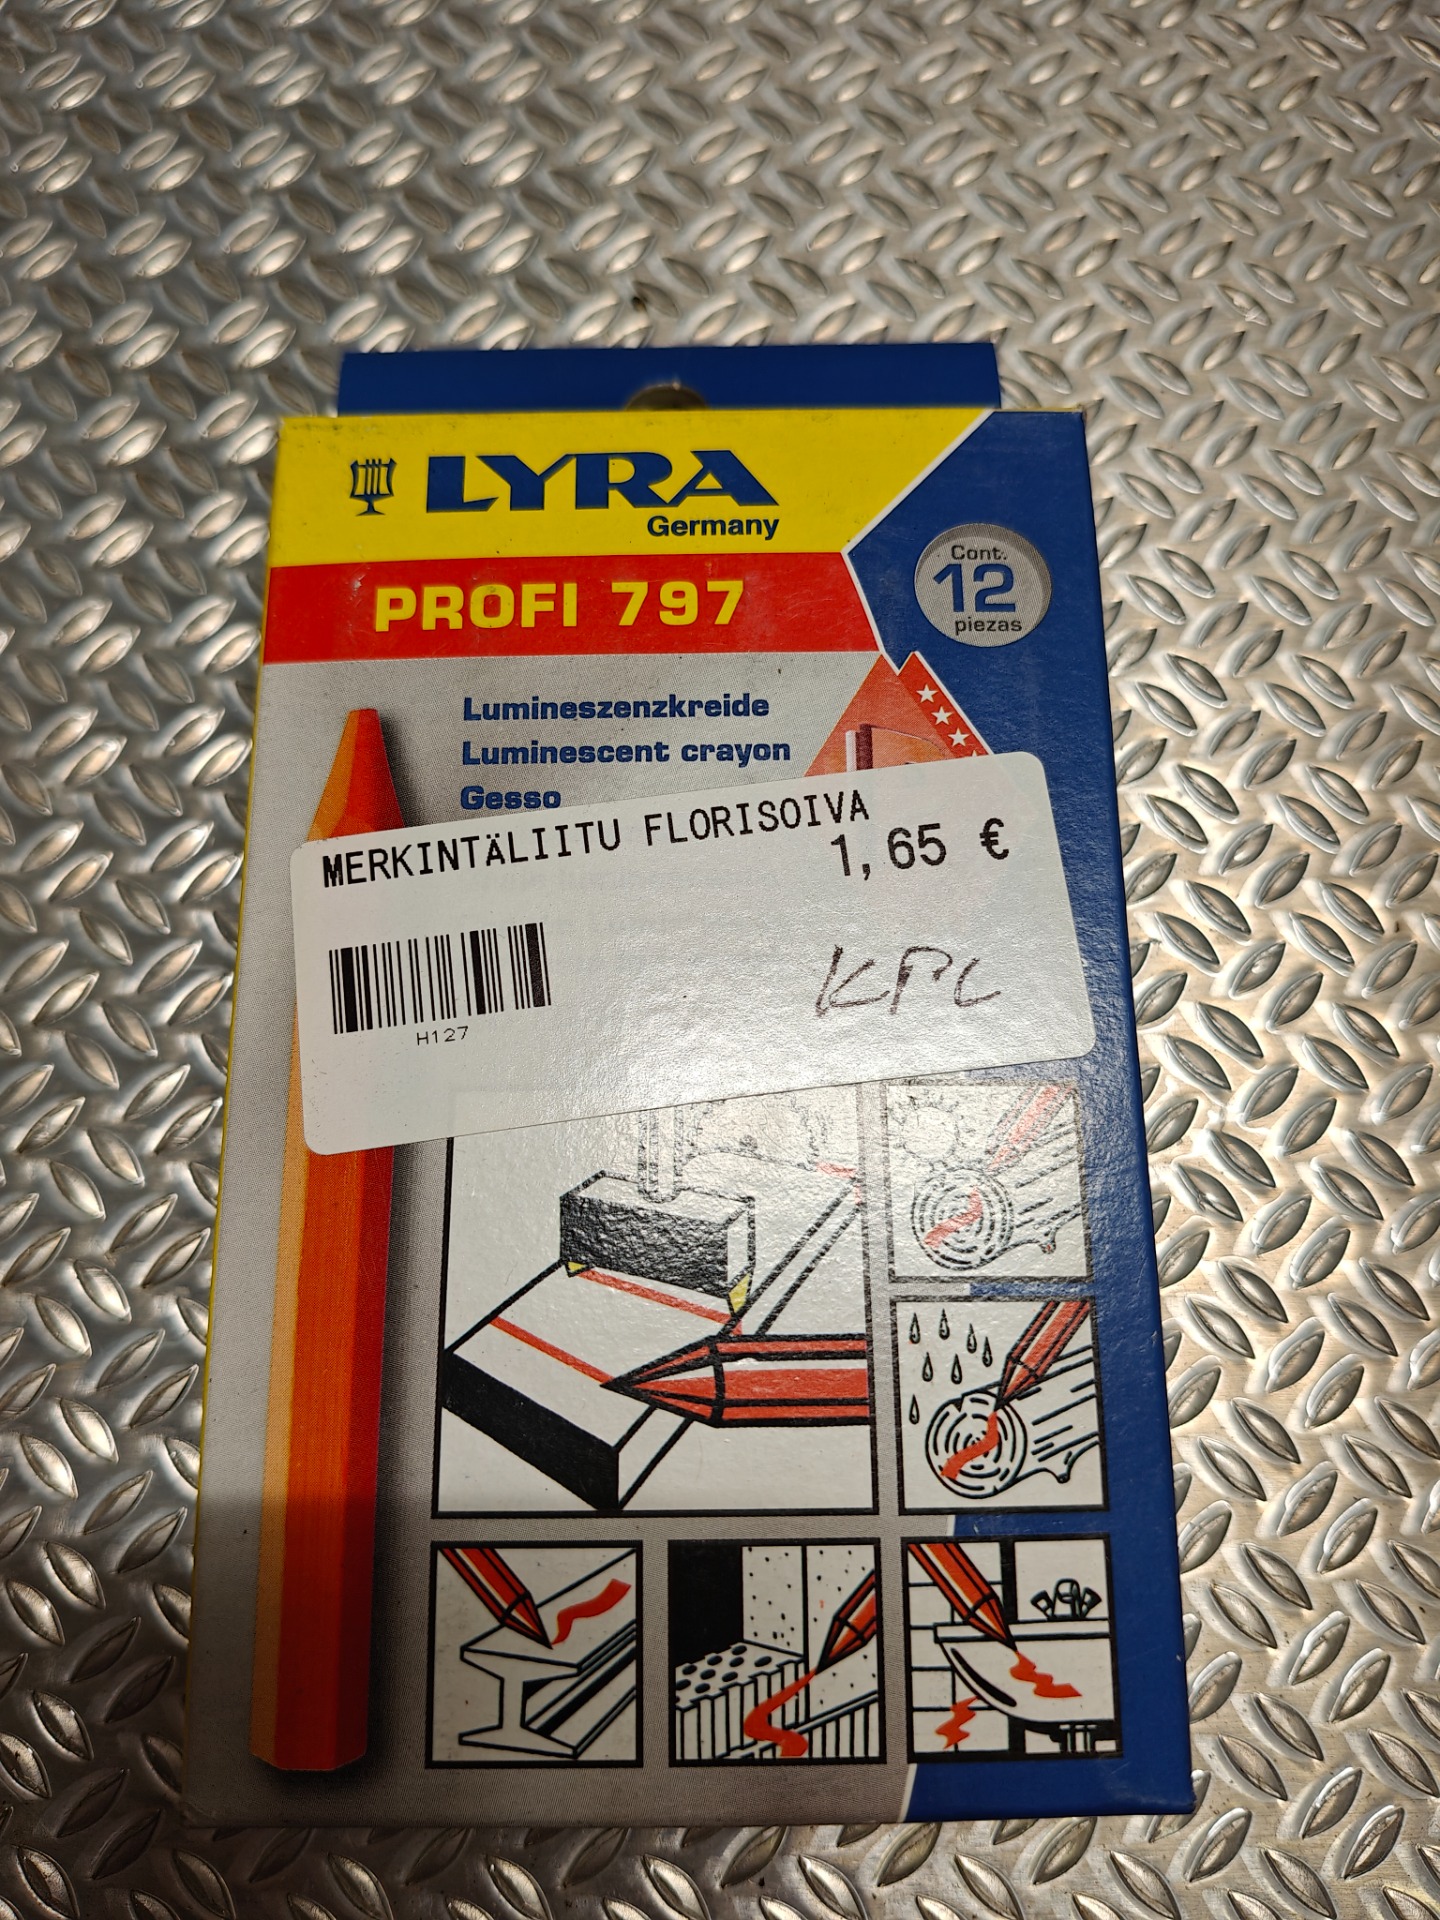 LYRA
Germany
PROFI 797
Cont.
12
piezas
Lumineszenzkreide
Luminescent crayon
Gesso
MERKINTÄLIITU FLORISOIVA
1,65 €
KPL
H127